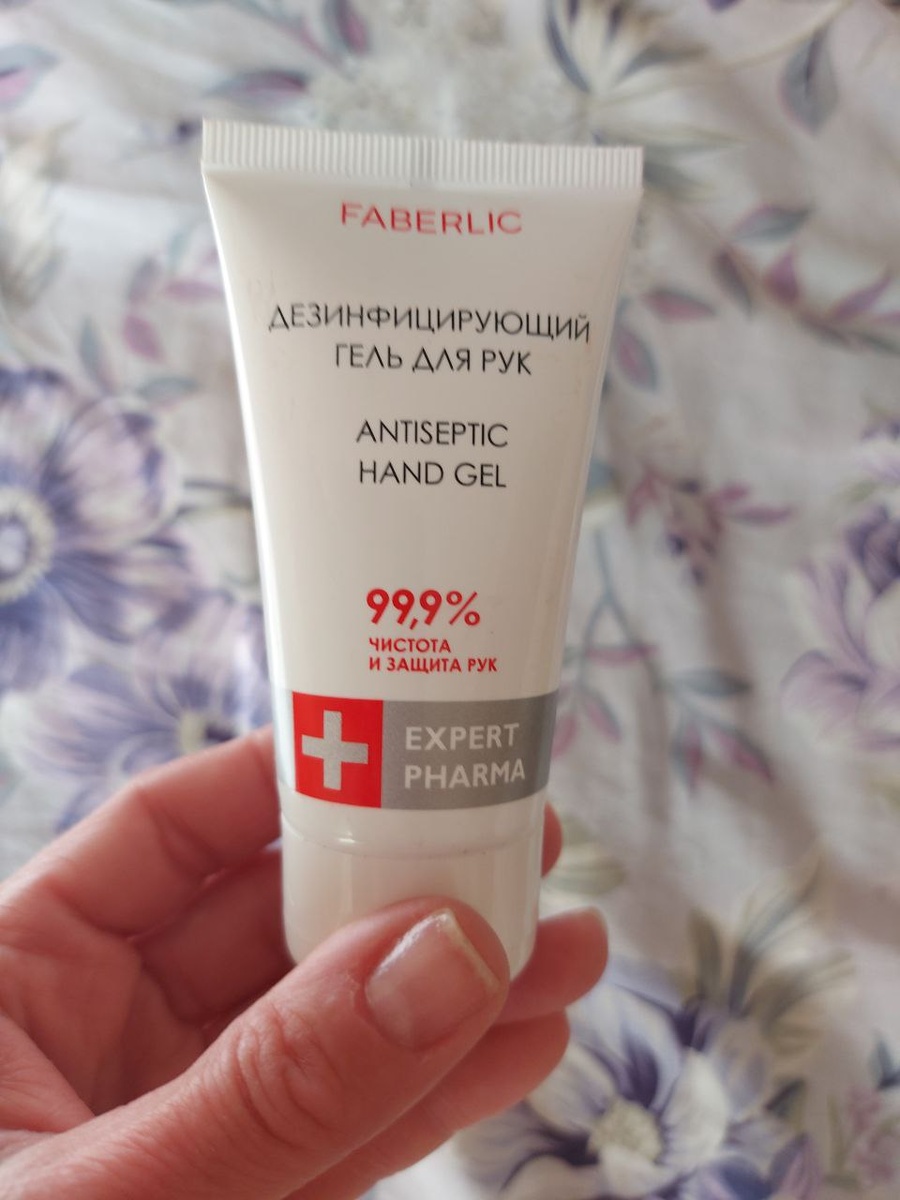 FABERLIC
ДЕЗИНФИЦИРУЮЩИЙ
ГЕЛЬ ДЛЯ РУК
ANTISEPTIC
HAND GEL
99,9%
ЧИСТОТА
И ЗАЩИТА РУК
EXPERT
PHARMA